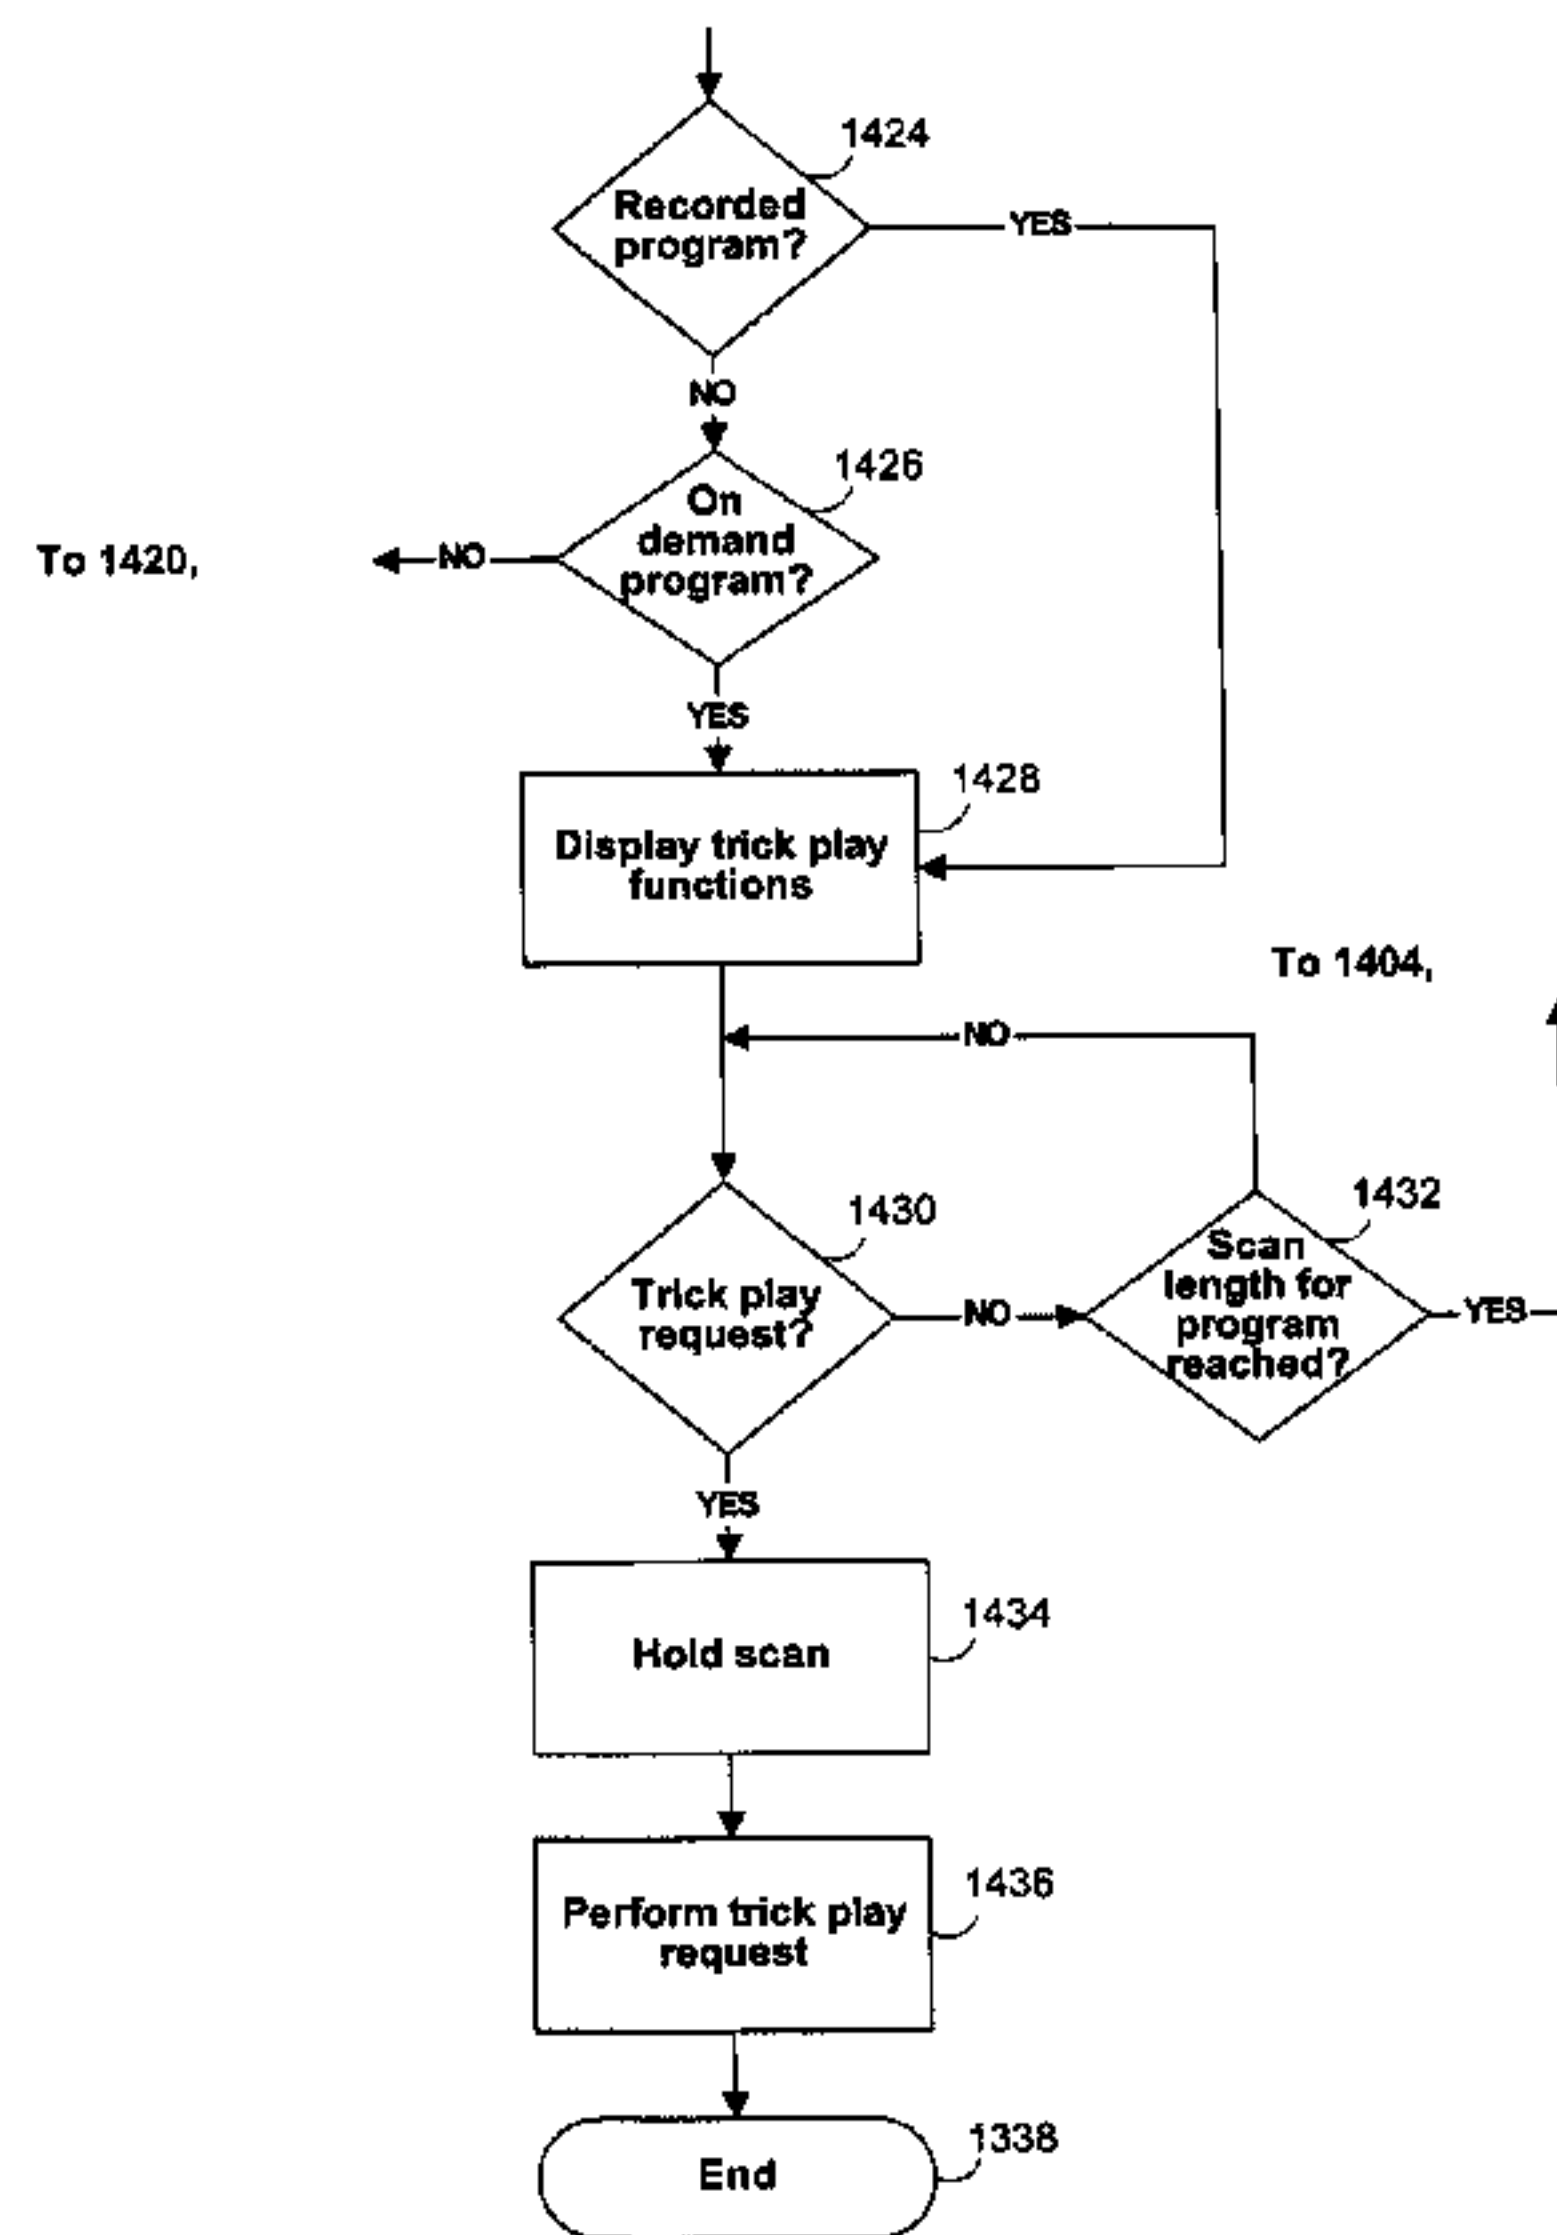 1424
Recorded
program?
YES
NO
1426
On
demand
program?
To 1420,
NO
YES
1428
Display trick play
functions
To 1404,
NO
1430
Trick play
request?
NO
1432
Scan
length for
program
reached?
YES
YES
1434
Hold scan
1436
Perform trick play
request
1338
End